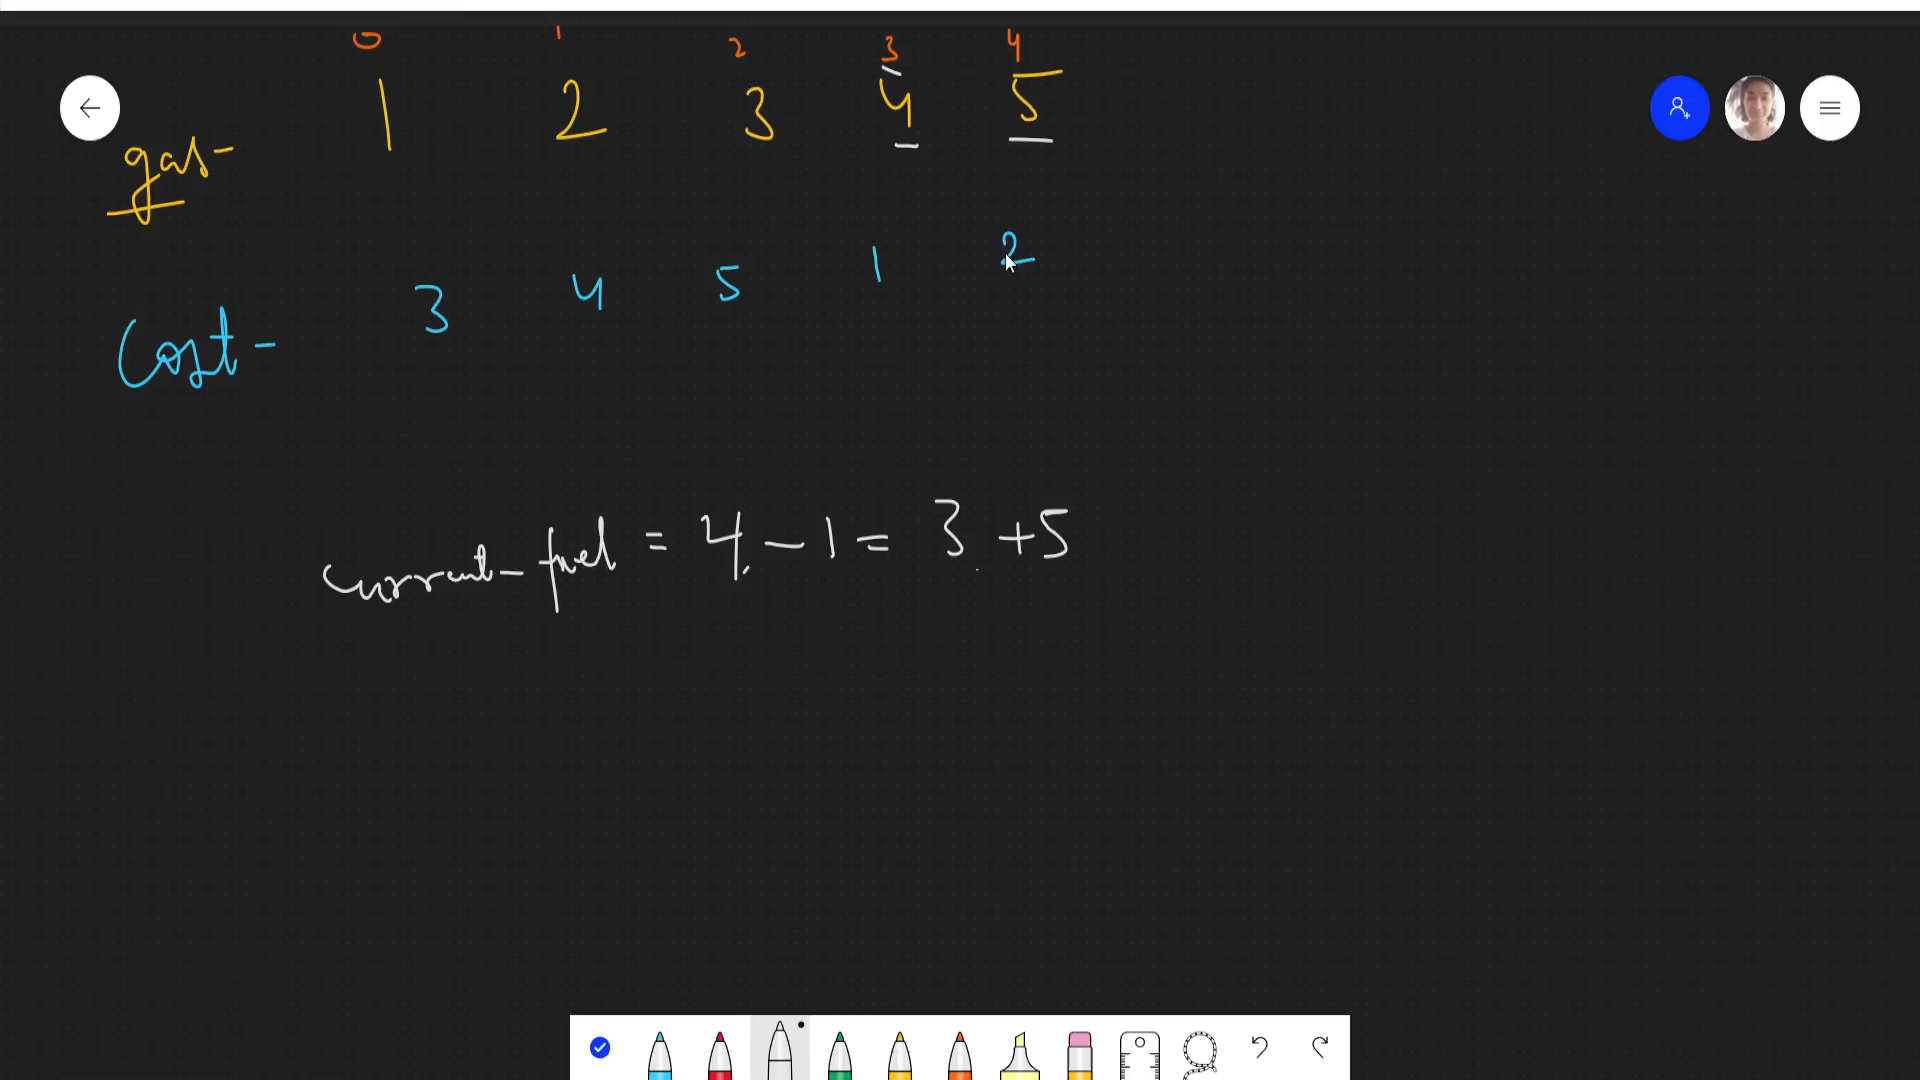 0 1 2 3 4
gas- 1 2 3 4 5
Cost- 3 4 5 1 2
current-fuel = 4 - 1 = 3 + 5